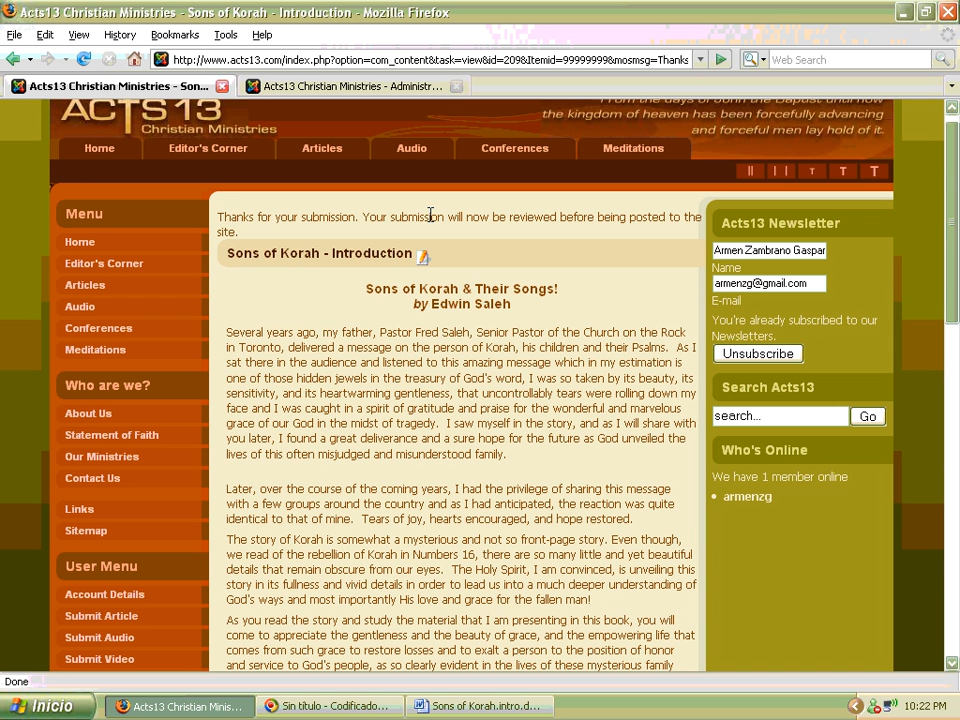 Acts13 Christian Ministries - Sons of Korah - Introduction - Mozilla Firefox
File Edit View History Bookmarks Tools Help
http://www.acts13.com/index.php?option=com_content&task=view&id=209&Itemid=99999999&mosmsg=Thanks
Web Search
Acts13 Christian Ministries - Son...
Acts13 Christian Ministries - Administr...
ACTS13
Christian Ministries
From the days of John the Baptist until now
the kingdom of heaven has been forcefully advancing
and forceful men lay hold of it.
Home Editor's Corner Articles Audio Conferences Meditations
T T T
Menu
Home
Editor's Corner
Articles
Audio
Conferences
Meditations
Who are we?
About Us
Statement of Faith
Our Ministries
Contact Us
Links
Sitemap
User Menu
Account Details
Submit Article
Submit Audio
Submit Video
Thanks for your submission. Your submission will now be reviewed before being posted to the
site.
Sons of Korah - Introduction
Sons of Korah & Their Songs!
by Edwin Saleh
Several years ago, my father, Pastor Fred Saleh, Senior Pastor of the Church on the Rock
in Toronto, delivered a message on the person of Korah, his children and their Psalms. As I
sat there in the audience and listened to this amazing message which in my estimation is
one of those hidden jewels in the treasury of God's word, I was so taken by its beauty, its
sensitivity, and its heartwarming gentleness, that uncontrollably tears were rolling down my
face and I was caught in a spirit of gratitude and praise for the wonderful and marvelous
grace of our God in the midst of tragedy. I saw myself in the story, and as I will share with
you later, I found a great deliverance and a sure hope for the future as God unveiled the
lives of this often misjudged and misunderstood family.
Later, over the course of the coming years, I had the privilege of sharing this message
with a few groups around the country and as I had anticipated, the reaction was quite
identical to that of mine. Tears of joy, hearts encouraged, and hope restored.
The story of Korah is somewhat a mysterious and not so front-page story. Even though,
we read of the rebellion of Korah in Numbers 16, there are so many little and yet beautiful
details that remain obscure from our eyes. The Holy Spirit, I am convinced, is unveiling this
story in its fullness and vivid details in order to lead us into a much deeper understanding of
God's ways and most importantly His love and grace for the fallen man!
As you read the story and study the material that I am presenting in this book, you will
come to appreciate the gentleness and the beauty of grace, and the empowering life that
comes from such grace to restore losses and to exalt a person to the position of honor
and service to God's people, as so clearly evident in the lives of these mysterious family
Acts13 Newsletter
Armen Zambrano Gaspar
Name
armenzg@gmail.com
E-mail
You're already subscribed to our
Newsletters.
Unsubscribe
Search Acts13
search... Go
Who's Online
We have 1 member online
armenzg
Done
Inicio
Acts13 Christian Minis...
Sin título - Codificado...
Sons of Korah.intro.d...
10:22 PM